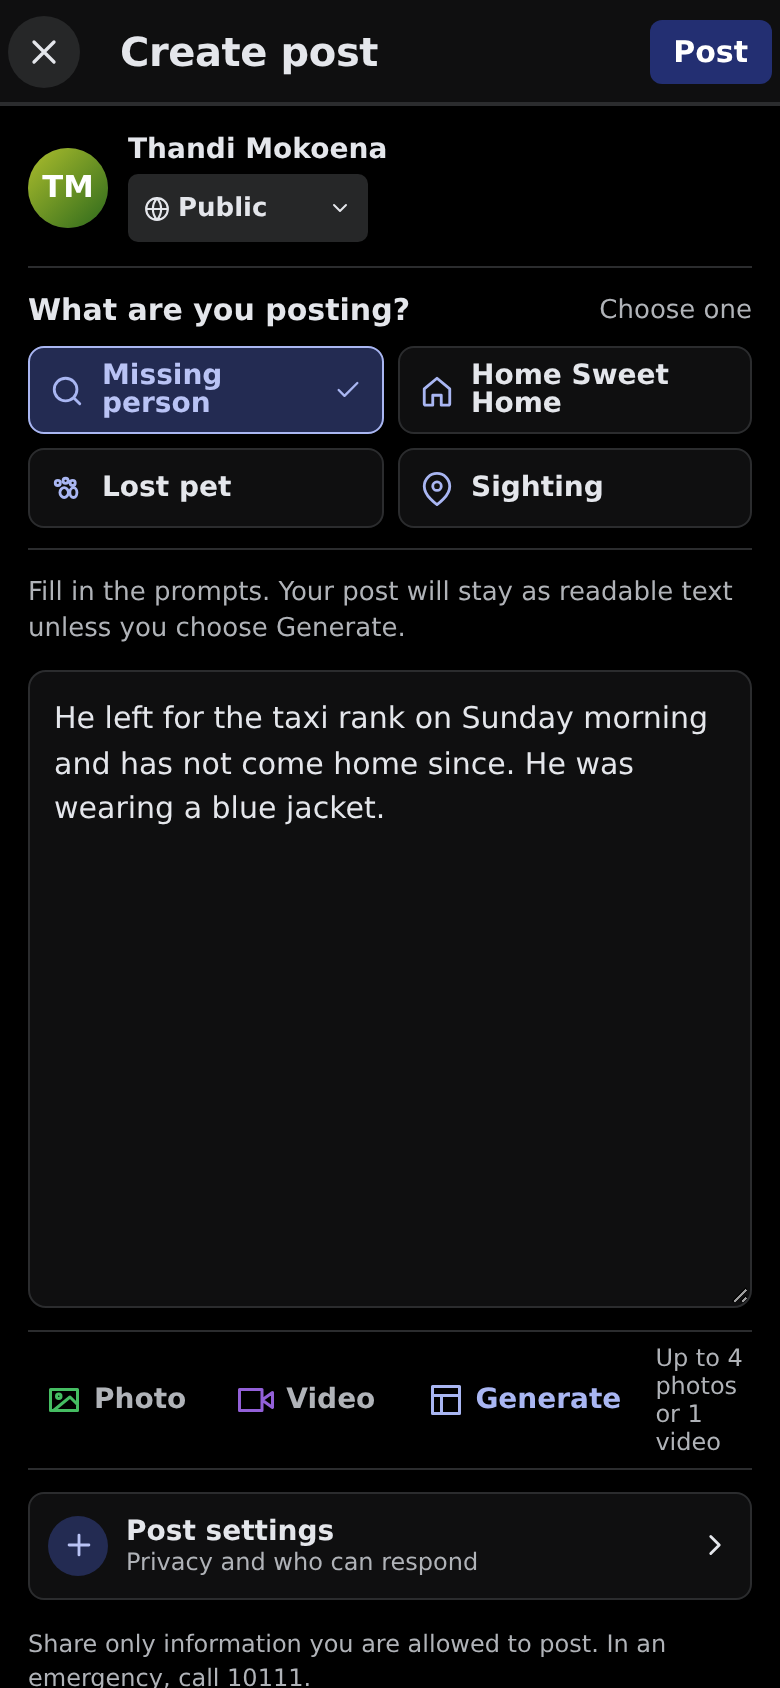 Create post
Post
TM
Thandi Mokoena
Public
What are you posting?
Choose one
Missing
person
Home Sweet
Home
Lost pet
Sighting
Fill in the prompts. Your post will stay as readable text
unless you choose Generate.
He left for the taxi rank on Sunday morning
and has not come home since. He was
wearing a blue jacket.
Photo
Video
Generate
Up to 4
photos
or 1
video
Post settings
Privacy and who can respond
Share only information you are allowed to post. In an
emergency, call 10111.